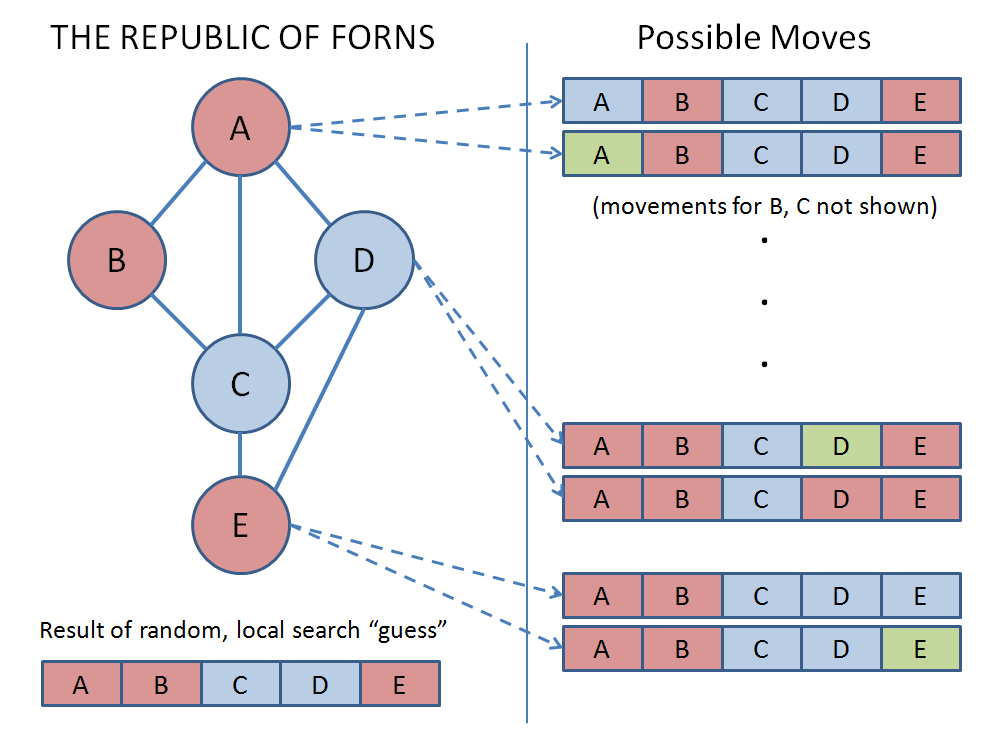 THE REPUBLIC OF FORNS
A
B
D
C
E
Result of random, local search “guess”
A B C D E
Possible Moves
A B C D E
A B C D E
(movements for B, C not shown)
.
.
.
A B C D E
A B C D E
A B C D E
A B C D E